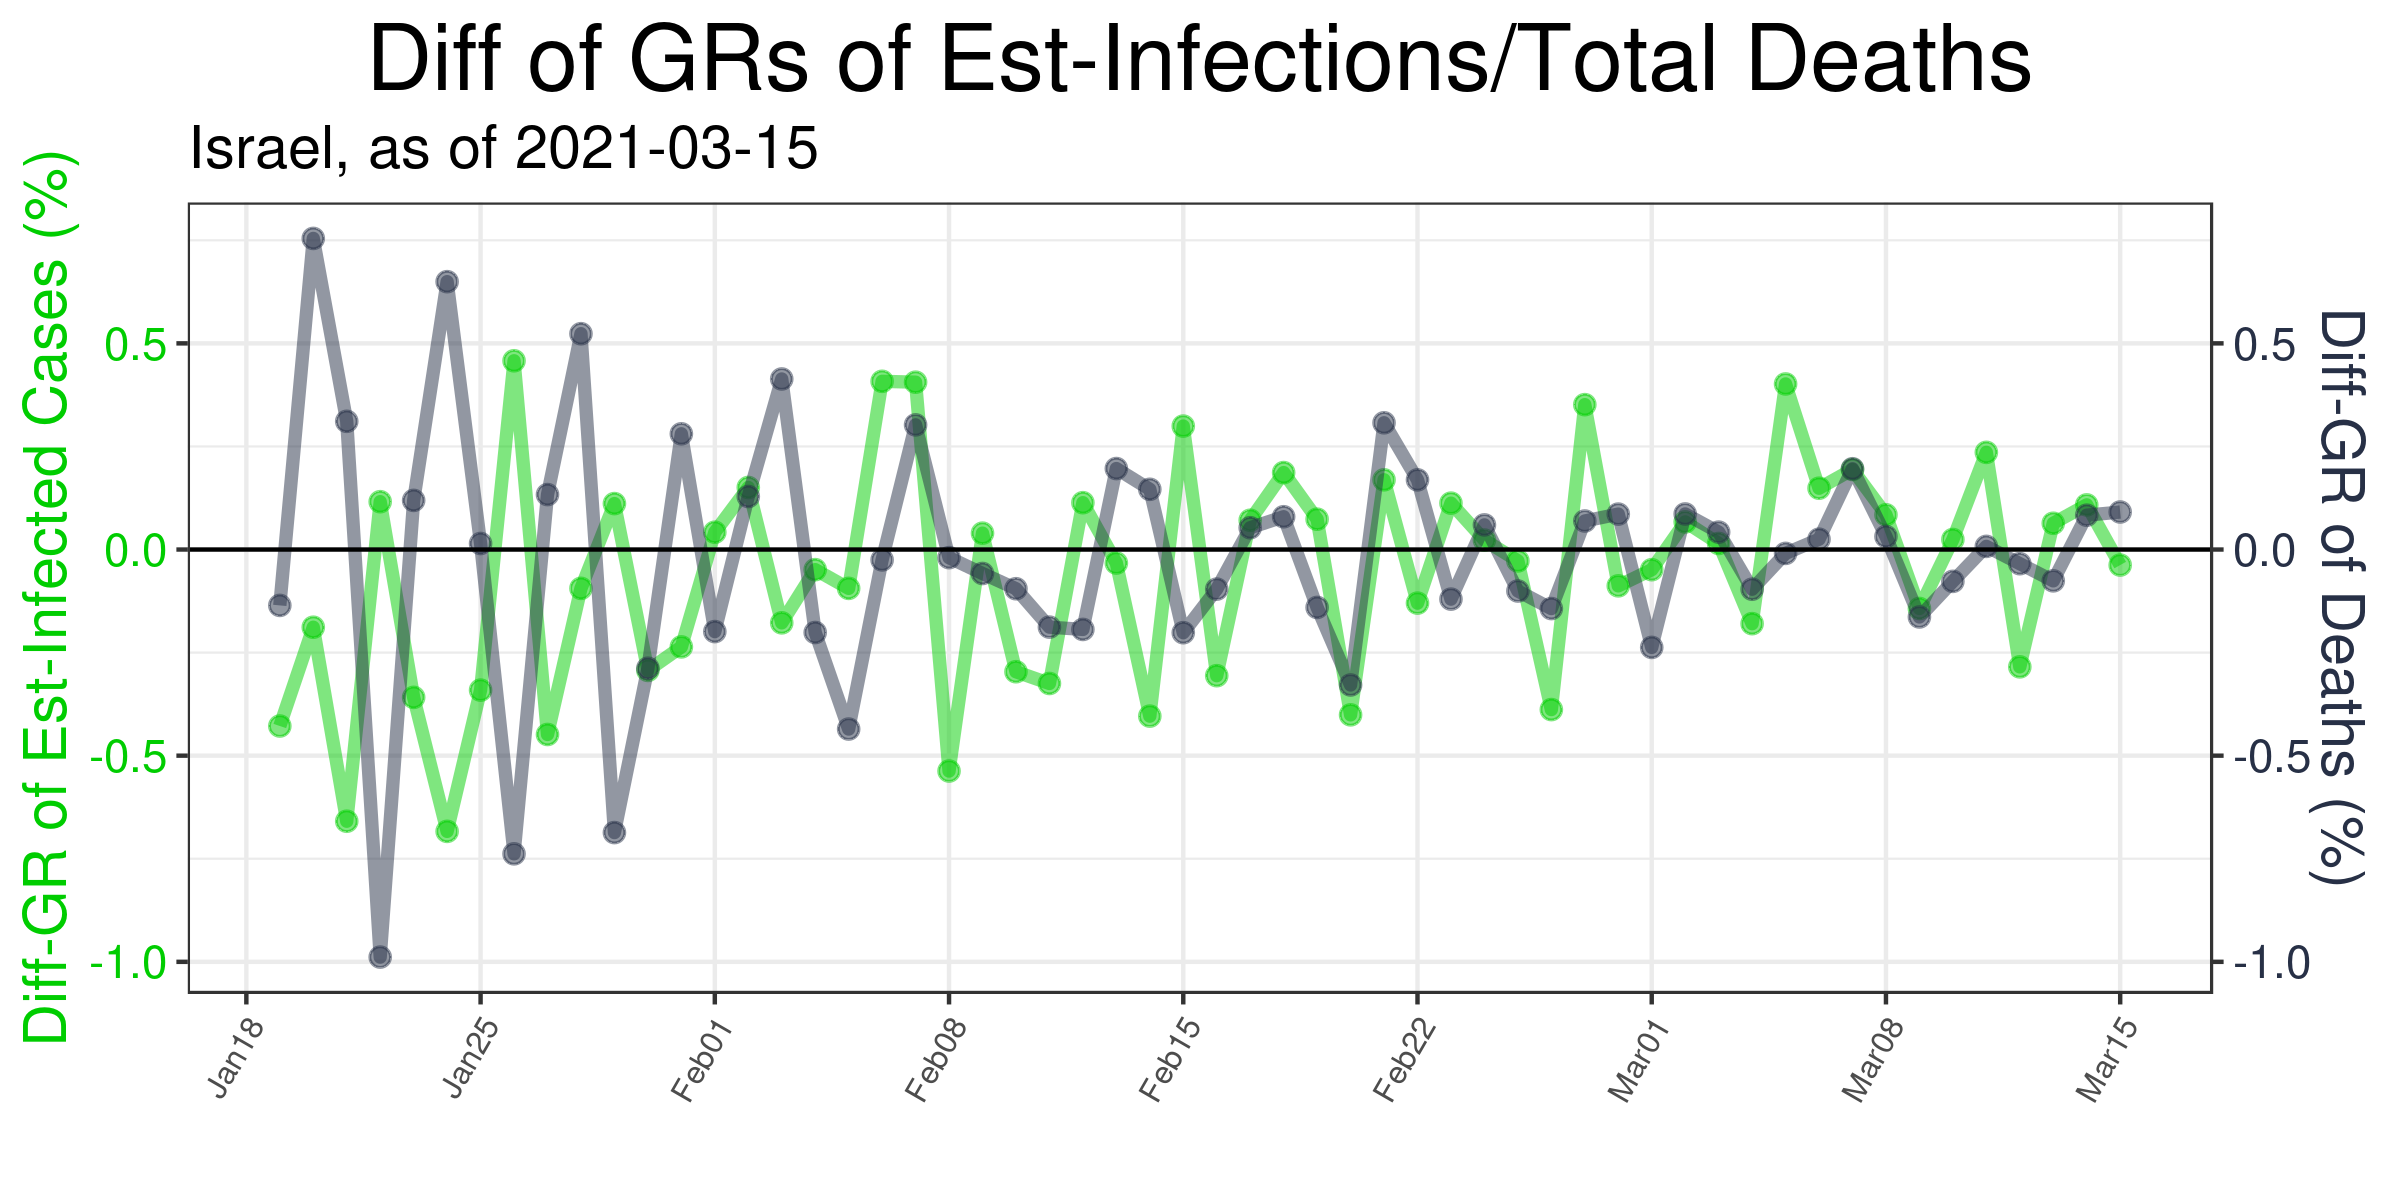 Diff of GRs of Est-Infections/Total Deaths
Israel, as of 2021-03-15
Diff-GR of Est-Infected Cases (%)
0.5
0.0
-0.5
-1.0
0.5
0.0
-0.5
-1.0
Diff-GR of Deaths (%)
Jan18
Jan25
Feb01
Feb08
Feb15
Feb22
Mar01
Mar08
Mar15